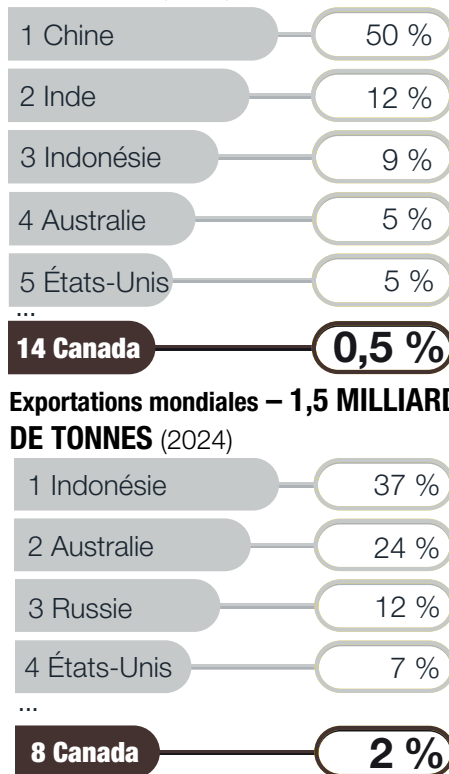 1 Chine 50 %
2 Inde 12 %
3 Indonésie 9 %
4 Australie 5 %
5 États-Unis 5 %
...
14 Canada 0,5 %
Exportations mondiales – 1,5 MILLIARD
DE TONNES (2024)
1 Indonésie 37 %
2 Australie 24 %
3 Russie 12 %
4 États-Unis 7 %
...
8 Canada 2 %